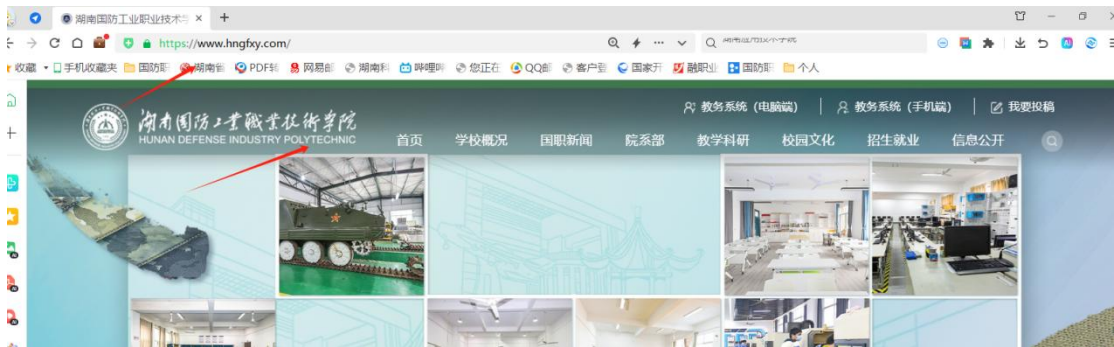 湖南国防工业职业技术学
https://www.hngfxy.com/
收藏 手机收藏夹 国防职 湖南省 PDF转 网易邮 湖南科 哔哩哔 您正在 QQ邮 客户登 国家开 融职业 国防职 个人
教务系统（电脑端） 教务系统（手机端） 我要投稿
湖南国防工業職業技術学院
HUNAN DEFENSE INDUSTRY POLYTECHNIC
首页 学校概况 国职新闻 院系部 教学科研 校园文化 招生就业 信息公开